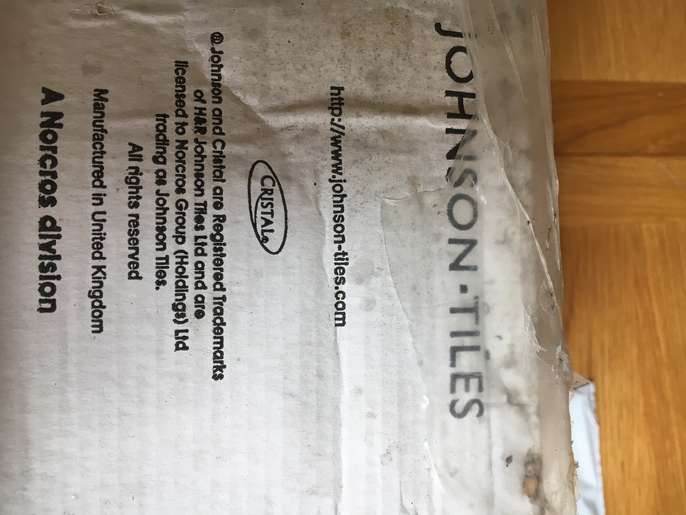 JOHNSON-TILES
http://www.johnson-tiles.com
CRISTAL®
® Johnson and Cristal are Registered Trademarks
of H&R Johnson Tiles Ltd and are
licensed to Norcros Group (Holdings) Ltd
trading as Johnson Tiles.
All rights reserved
Manufactured in United Kingdom
A Norcros division